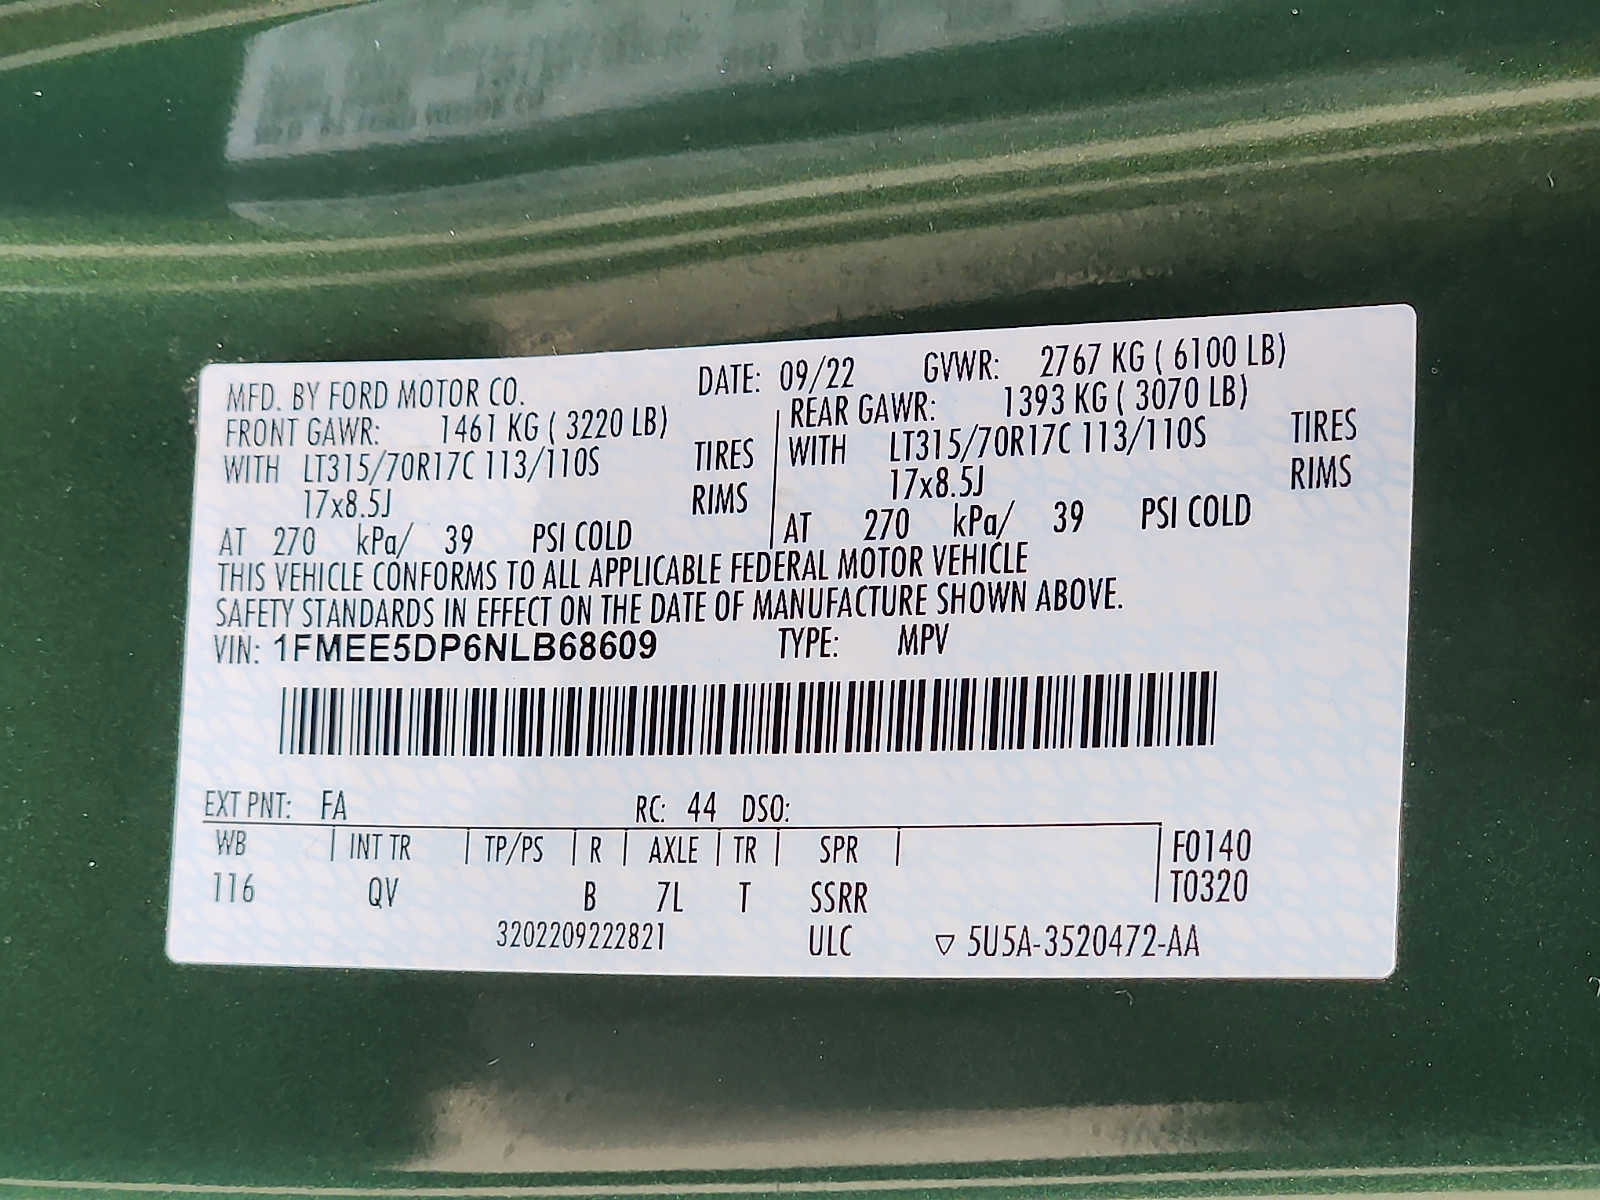 MFD. BY FORD MOTOR CO. DATE: 09/22 GVWR: 2767 KG ( 6100 LB)
FRONT GAWR: 1461 KG ( 3220 LB) REAR GAWR: 1393 KG ( 3070 LB)
WITH LT315/70R17C 113/110S TIRES WITH LT315/70R17C 113/110S TIRES
17x8.5J RIMS 17x8.5J RIMS
AT 270 kPa/ 39 PSI COLD AT 270 kPa/ 39 PSI COLD
THIS VEHICLE CONFORMS TO ALL APPLICABLE FEDERAL MOTOR VEHICLE
SAFETY STANDARDS IN EFFECT ON THE DATE OF MANUFACTURE SHOWN ABOVE.
VIN: 1FMEE5DP6NLB68609 TYPE: MPV
EXT PNT: FA RC: 44 DSO:
WB INT TR TP/PS R AXLE TR SPR F0140
116 QV B 7L T SSRR T0320
3202209222821 ULC ▽ 5U5A-3520472-AA